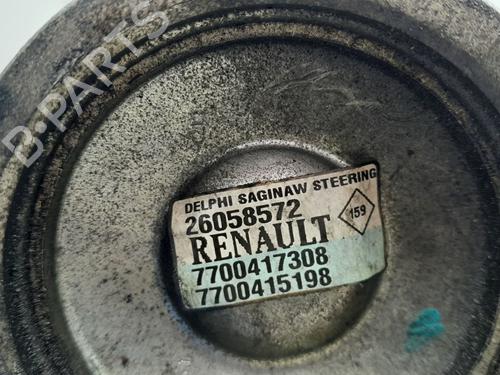 B-PARTS
DELPHI SAGINAW STEERING
26058572
159
RENAULT
7700417308
7700415198